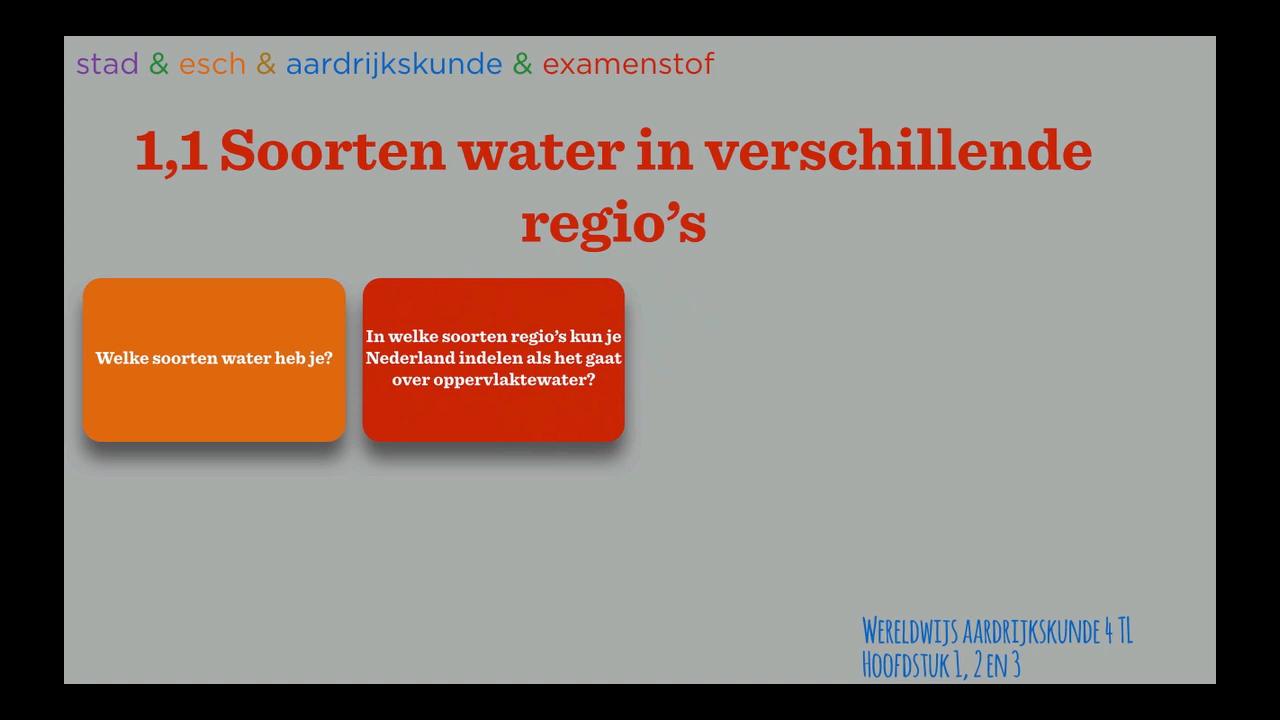 stad & esch & aardrijkskunde & examenstof
1,1 Soorten water in verschillende
regio’s
Welke soorten water heb je?
In welke soorten regio’s kun je
Nederland indelen als het gaat
over oppervlaktewater?
Wereldwijs aardrijkskunde 4 TL
Hoofdstuk 1, 2 en 3